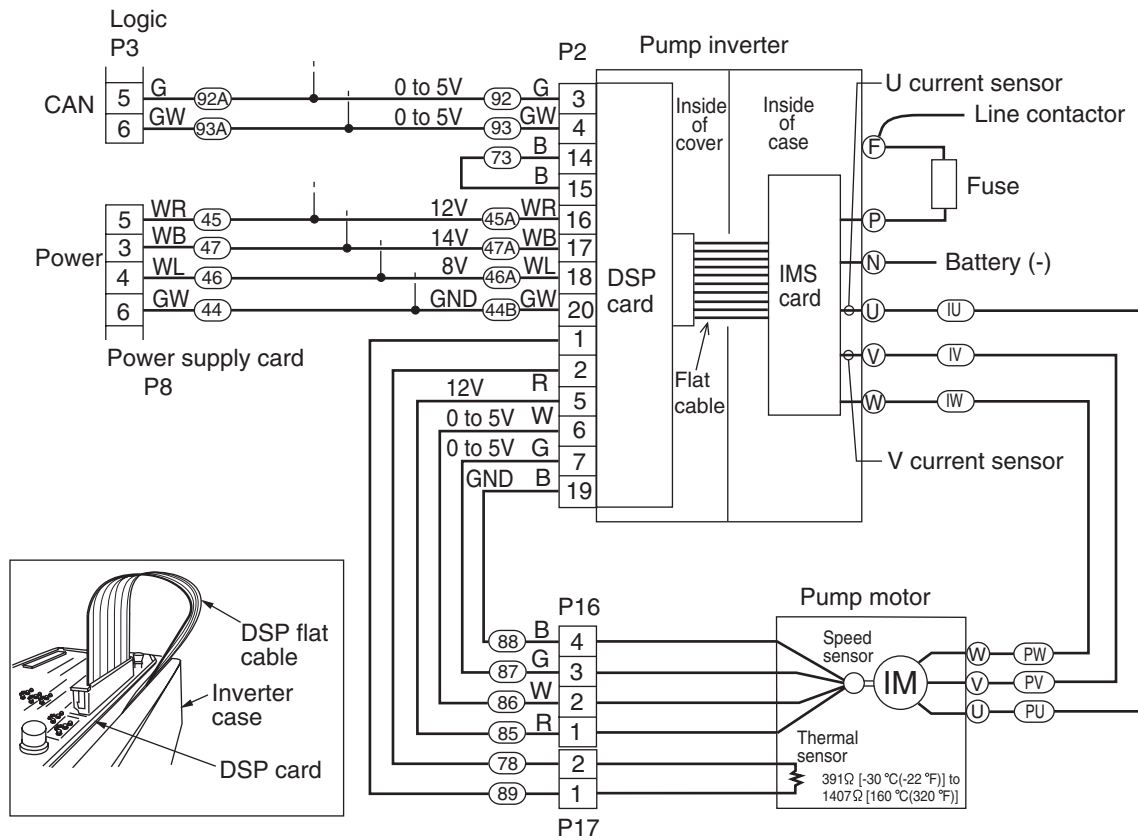 Logic
P3
P2
Pump inverter
CAN
5 G 92A 0 to 5V 92 G 3
6 GW 93A 0 to 5V 93 GW 4
73 B 14
B 15
Power
5 WR 45 12V 45A WR 16
3 WB 47 14V 47A WB 17
4 WL 46 8V 46A WL 18
6 GW 44 GND 44B GW 20
Power supply card
P8
1
2
12V R 5
0 to 5V W 6
0 to 5V G 7
GND B 19
DSP
card
Inside
of
cover
Inside
of
case
Flat
cable
IMS
card
U current sensor
Line contactor
F
Fuse
P
N Battery (-)
U IU
V IV
W IW
V current sensor
DSP flat
cable
Inverter
case
DSP card
P16
88 B 4
87 G 3
86 W 2
85 R 1
78 2
89 1
P17
Pump motor
Speed
sensor
IM
W PW
V PV
U PU
Thermal
sensor
391Ω [-30 °C(-22 °F)] to
1407Ω [160 °C(320 °F)]